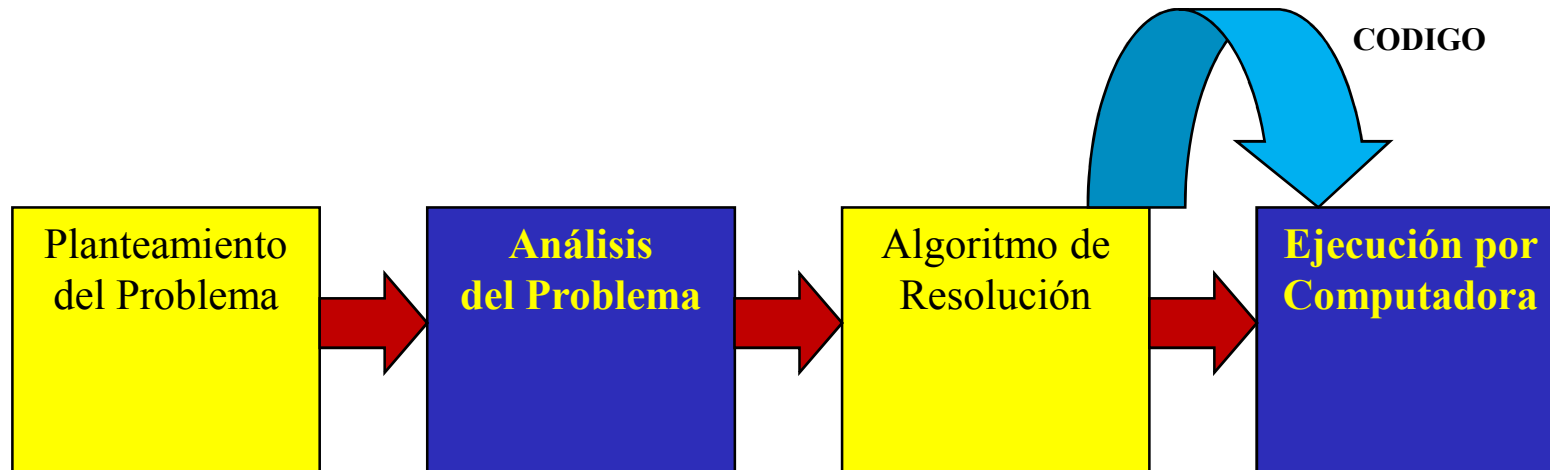 CODIGO
Planteamiento
del Problema
Análisis
del Problema
Algoritmo de
Resolución
Ejecución por
Computadora